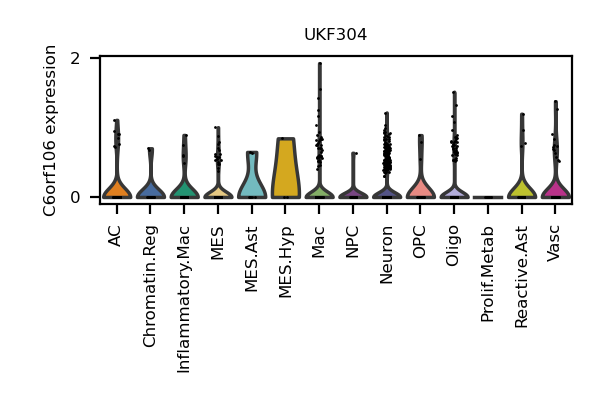 UKF304
C6orf106 expression
2
0
AC
Chromatin.Reg
Inflammatory.Mac
MES
MES.Ast
MES.Hyp
Mac
NPC
Neuron
OPC
Oligo
Prolif.Metab
Reactive.Ast
Vasc